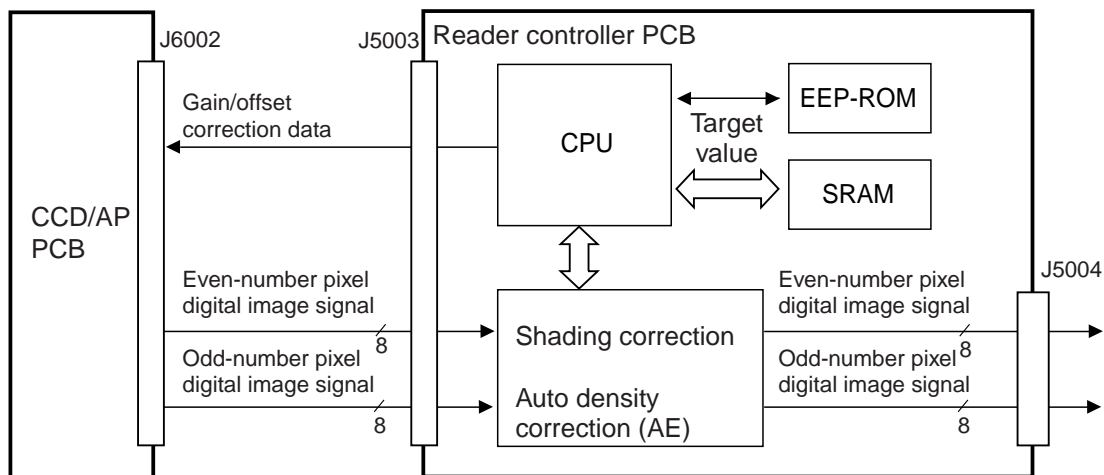 J6002
J5003
Reader controller PCB
Gain/offset
correction data
CPU
EEP-ROM
Target
value
SRAM
CCD/AP
PCB
Even-number pixel
digital image signal
8
Odd-number pixel
digital image signal
8
Shading correction
Auto density
correction (AE)
Even-number pixel
digital image signal
8
Odd-number pixel
digital image signal
8
J5004